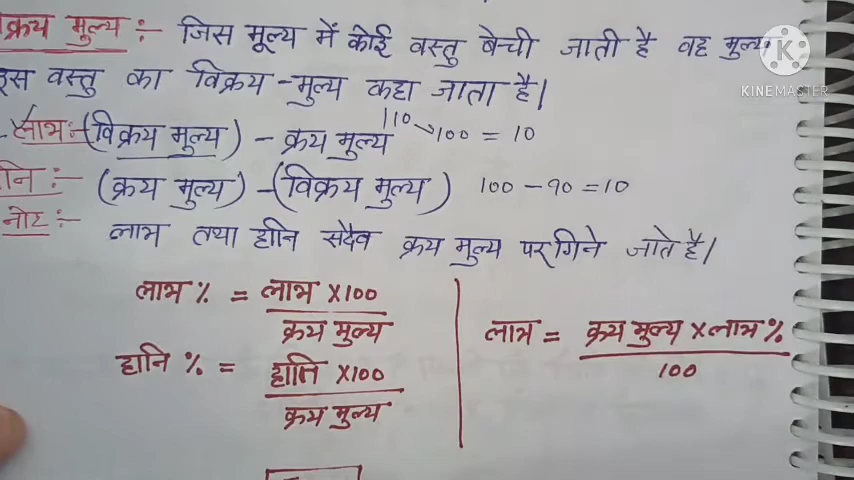 क्रय मूल्य :- जिस मूल्य में कोई वस्तु बेची जाती है वह मूल्य
इस वस्तु का विक्रय-मूल्य कहा जाता है।
लाभ :- (विक्रय मूल्य) - क्रय मूल्य 110 → 100 = 10
नि :- (क्रय मूल्य) - (विक्रय मूल्य) 100 - 90 = 10
नोट :- लाभ तथा हानि सदैव क्रय मूल्य पर गिने जाते है।
लाभ % = लाभ × 100 / क्रय मूल्य
हानि % = हानि × 100 / क्रय मूल्य
लाभ = क्रय मूल्य × लाभ % / 100
KINEMASTER